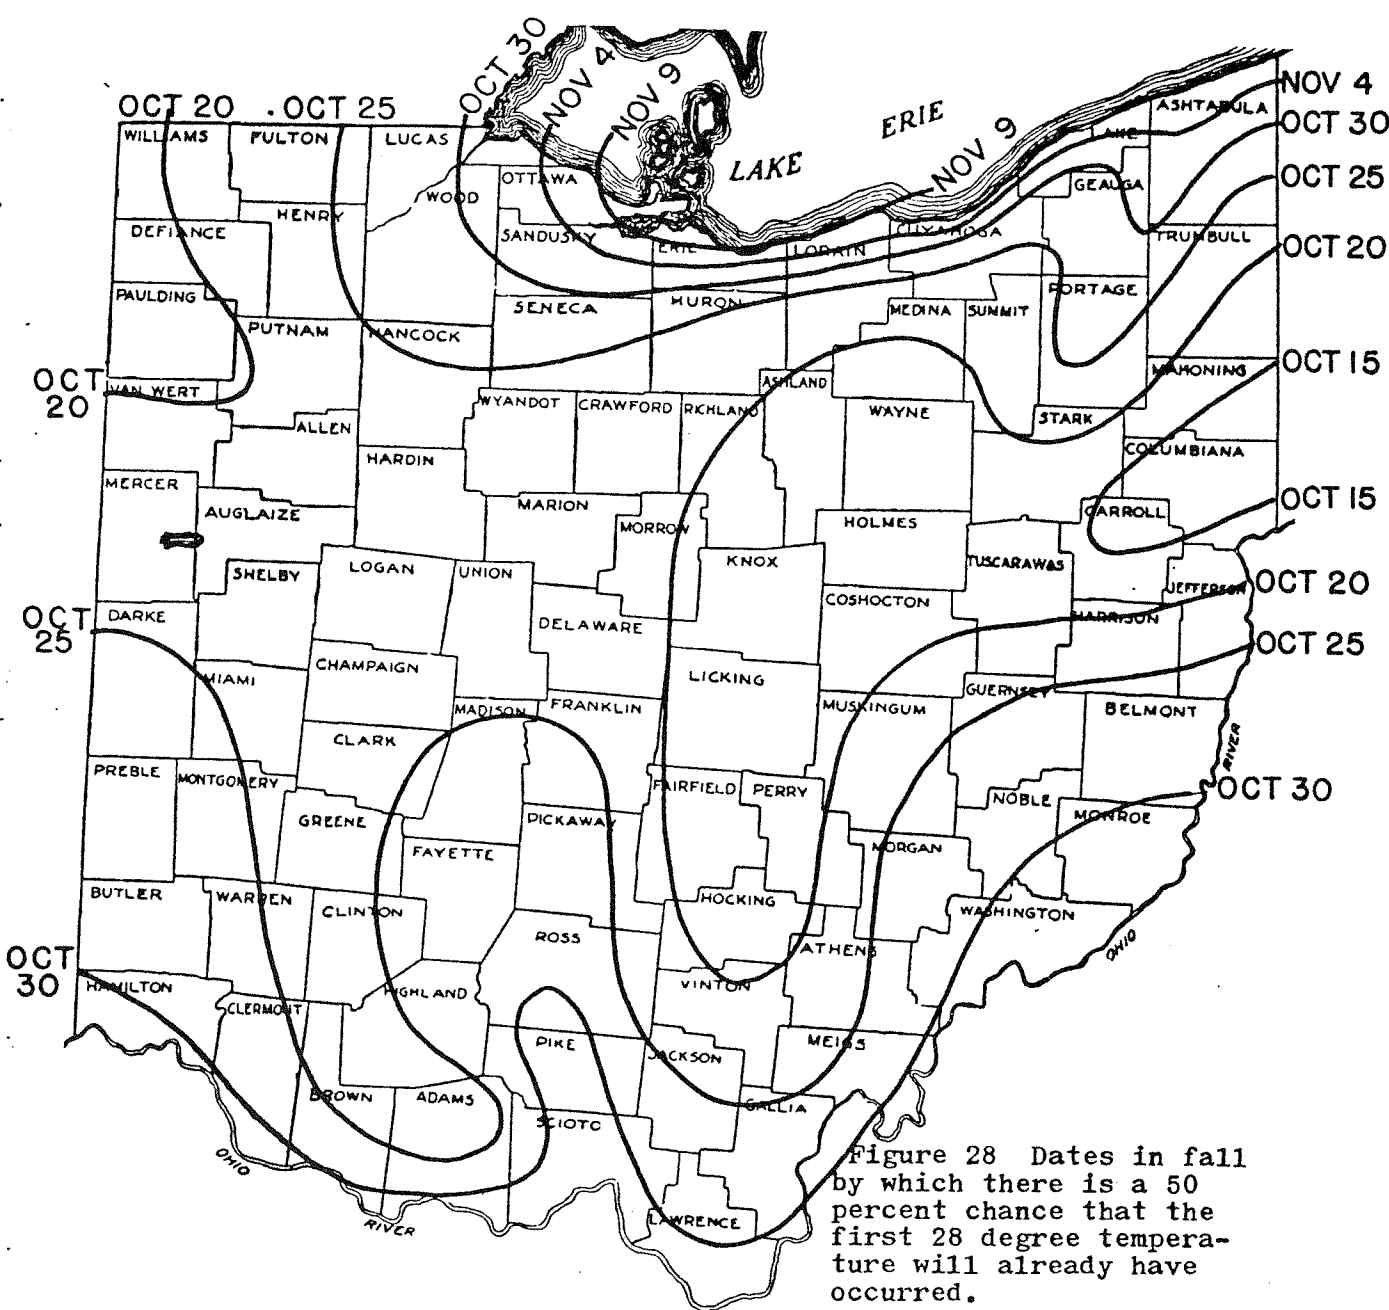 OCT 30
NOV 4
NOV 9
OCT 20 . OCT 25
ERIE
LAKE
NOV 9
NOV 4
OCT 30
OCT 25
OCT 20
OCT 15
OCT 15
OCT 20
OCT 25
OCT 30
OCT
20
OCT
25
OCT
30
WILLIAMS
FULTON
LUCAS
OTTAWA
WOOD
HENRY
DEFIANCE
SANDUSKY
ERIE
LORAIN
CUYAHOGA
LAKE
ASHTABULA
GEAUGA
TRUMBULL
PAULDING
PUTNAM
HANCOCK
SENECA
HURON
MEDINA
SUMMIT
PORTAGE
MAHONING
VAN WERT
ALLEN
HARDIN
WYANDOT
CRAWFORD
RICHLAND
ASHLAND
WAYNE
STARK
COLUMBIANA
MERCER
AUGLAIZE
MARION
MORROW
HOLMES
CARROLL
SHELBY
LOGAN
UNION
KNOX
TUSCARAWAS
JEFFERSON
DARKE
DELAWARE
COSHOCTON
HARRISON
MIAMI
CHAMPAIGN
LICKING
MUSKINGUM
GUERNSEY
BELMONT
MADISON
FRANKLIN
CLARK
PREBLE
MONTGOMERY
FAIRFIELD
PERRY
NOBLE
MONROE
GREENE
PICKAWAY
FAYETTE
MORGAN
BUTLER
WARREN
CLINTON
HOCKING
WASHINGTON
ROSS
ATHENS
HAMILTON
CLERMONT
HIGHLAND
VINTON
PIKE
JACKSON
MEIGS
BROWN
ADAMS
SCIOTO
GALLIA
LAWRENCE
OHIO
RIVER
OHIO
RIVER
Figure 28 Dates in fall
by which there is a 50
percent chance that the
first 28 degree tempera-
ture will already have
occurred.